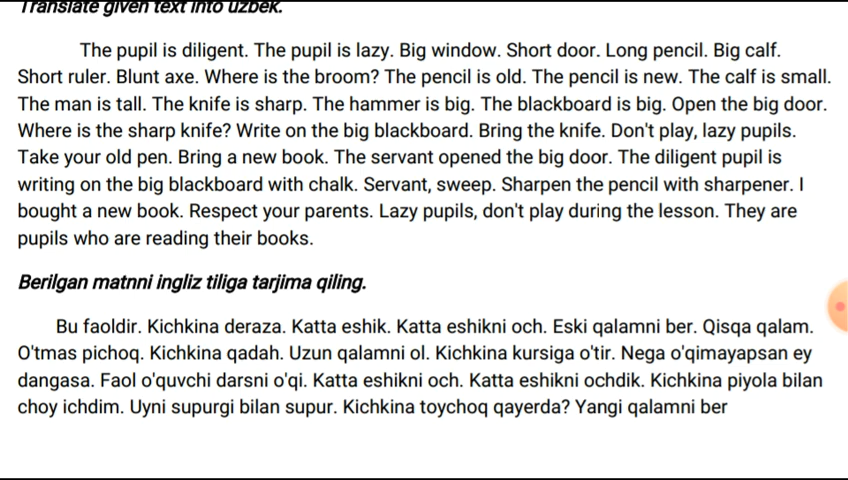 Translate given text into uzbek.
The pupil is diligent. The pupil is lazy. Big window. Short door. Long pencil. Big calf.
Short ruler. Blunt axe. Where is the broom? The pencil is old. The pencil is new. The calf is small.
The man is tall. The knife is sharp. The hammer is big. The blackboard is big. Open the big door.
Where is the sharp knife? Write on the big blackboard. Bring the knife. Don't play, lazy pupils.
Take your old pen. Bring a new book. The servant opened the big door. The diligent pupil is
writing on the big blackboard with chalk. Servant, sweep. Sharpen the pencil with sharpener. I
bought a new book. Respect your parents. Lazy pupils, don't play during the lesson. They are
pupils who are reading their books.
Berilgan matnni ingliz tiliga tarjima qiling.
Bu faoldir. Kichkina deraza. Katta eshik. Katta eshikni och. Eski qalamni ber. Qisqa qalam.
O'tmas pichoq. Kichkina qadah. Uzun qalamni ol. Kichkina kursiga o'tir. Nega o'qimayapsan ey
dangasa. Faol o'quvchi darsni o'qi. Katta eshikni och. Katta eshikni ochdik. Kichkina piyola bilan
choy ichdim. Uyni supurgi bilan supur. Kichkina toychoq qayerda? Yangi qalamni ber